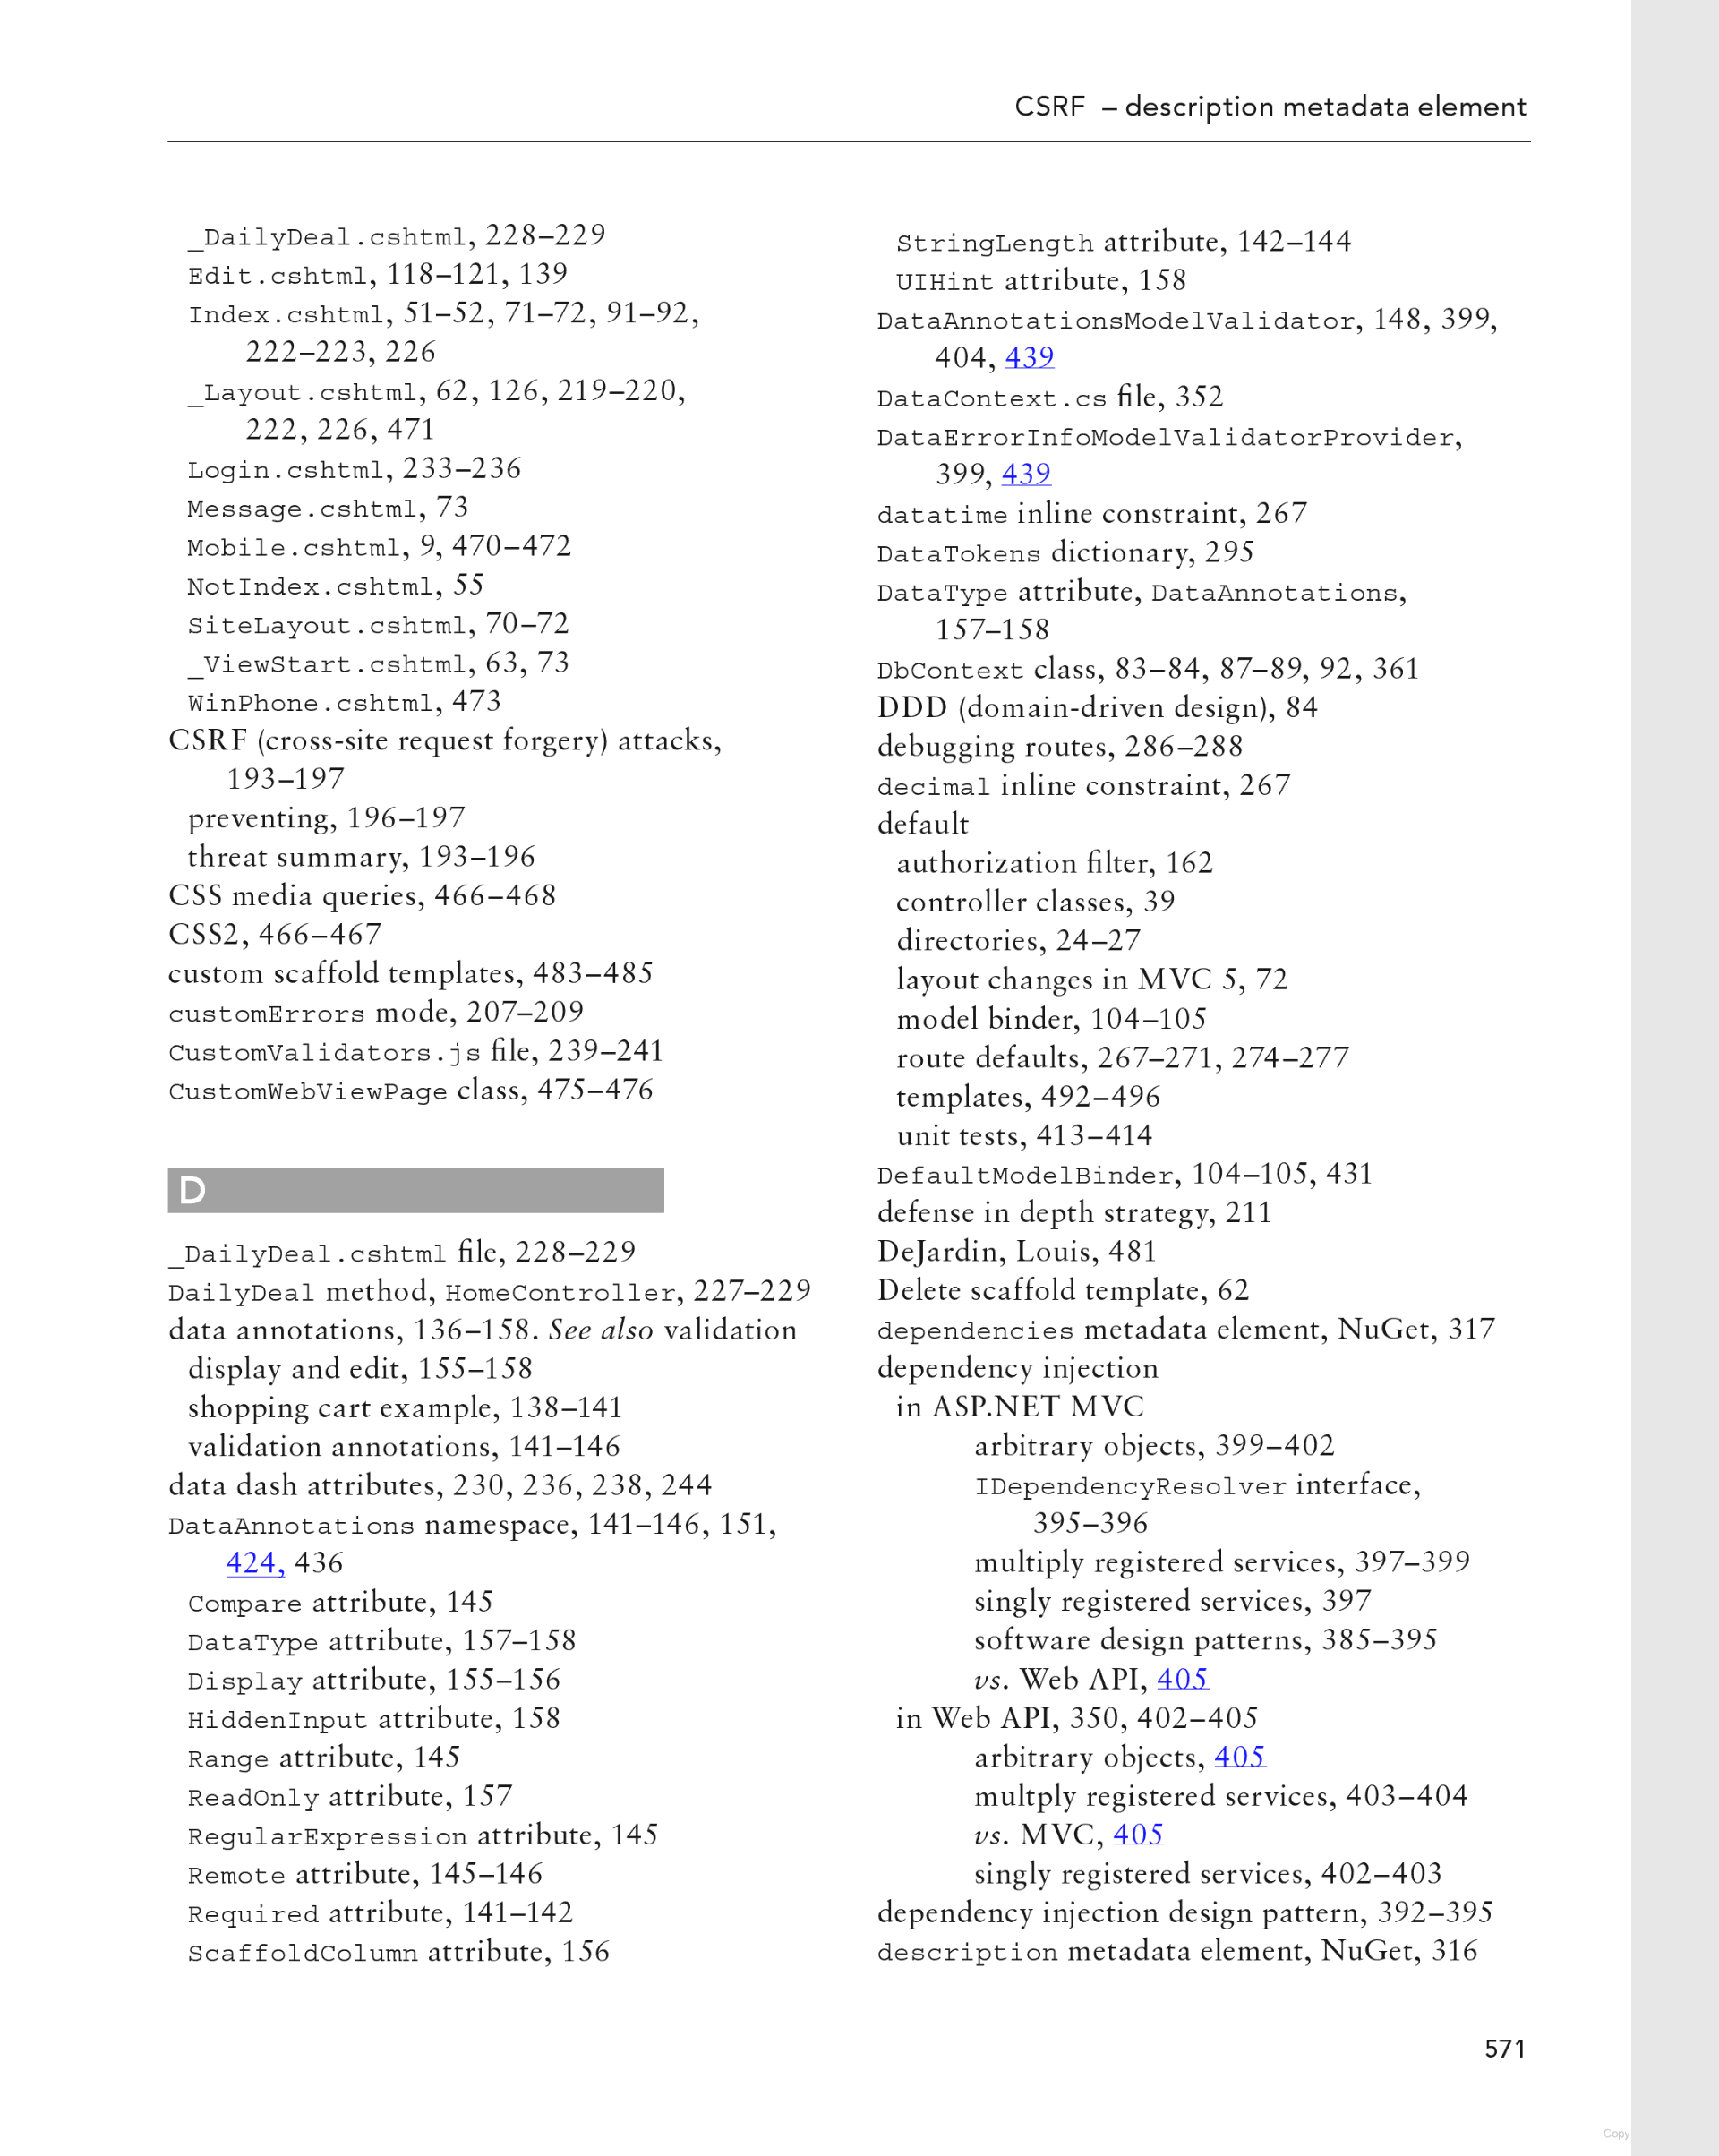 CSRF – description metadata element
_DailyDeal.cshtml, 228–229
Edit.cshtml, 118–121, 139
Index.cshtml, 51–52, 71–72, 91–92,
222–223, 226
_Layout.cshtml, 62, 126, 219–220,
222, 226, 471
Login.cshtml, 233–236
Message.cshtml, 73
Mobile.cshtml, 9, 470–472
NotIndex.cshtml, 55
SiteLayout.cshtml, 70–72
_ViewStart.cshtml, 63, 73
WinPhone.cshtml, 473
CSRF (cross-site request forgery) attacks,
193–197
preventing, 196–197
threat summary, 193–196
CSS media queries, 466–468
CSS2, 466–467
custom scaffold templates, 483–485
customErrors mode, 207–209
CustomValidators.js file, 239–241
CustomWebViewPage class, 475–476
D
_DailyDeal.cshtml file, 228–229
DailyDeal method, HomeController, 227–229
data annotations, 136–158. See also validation
display and edit, 155–158
shopping cart example, 138–141
validation annotations, 141–146
data dash attributes, 230, 236, 238, 244
DataAnnotations namespace, 141–146, 151,
424, 436
Compare attribute, 145
DataType attribute, 157–158
Display attribute, 155–156
HiddenInput attribute, 158
Range attribute, 145
ReadOnly attribute, 157
RegularExpression attribute, 145
Remote attribute, 145–146
Required attribute, 141–142
ScaffoldColumn attribute, 156
StringLength attribute, 142–144
UIHint attribute, 158
DataAnnotationsModelValidator, 148, 399,
404, 439
DataContext.cs file, 352
DataErrorInfoModelValidatorProvider,
399, 439
datatime inline constraint, 267
DataTokens dictionary, 295
DataType attribute, DataAnnotations,
157–158
DbContext class, 83–84, 87–89, 92, 361
DDD (domain-driven design), 84
debugging routes, 286–288
decimal inline constraint, 267
default
authorization filter, 162
controller classes, 39
directories, 24–27
layout changes in MVC 5, 72
model binder, 104–105
route defaults, 267–271, 274–277
templates, 492–496
unit tests, 413–414
DefaultModelBinder, 104–105, 431
defense in depth strategy, 211
DeJardin, Louis, 481
Delete scaffold template, 62
dependencies metadata element, NuGet, 317
dependency injection
in ASP.NET MVC
arbitrary objects, 399–402
IDependencyResolver interface,
395–396
multiply registered services, 397–399
singly registered services, 397
software design patterns, 385–395
vs. Web API, 405
in Web API, 350, 402–405
arbitrary objects, 405
multply registered services, 403–404
vs. MVC, 405
singly registered services, 402–403
dependency injection design pattern, 392–395
description metadata element, NuGet, 316
571
Copy